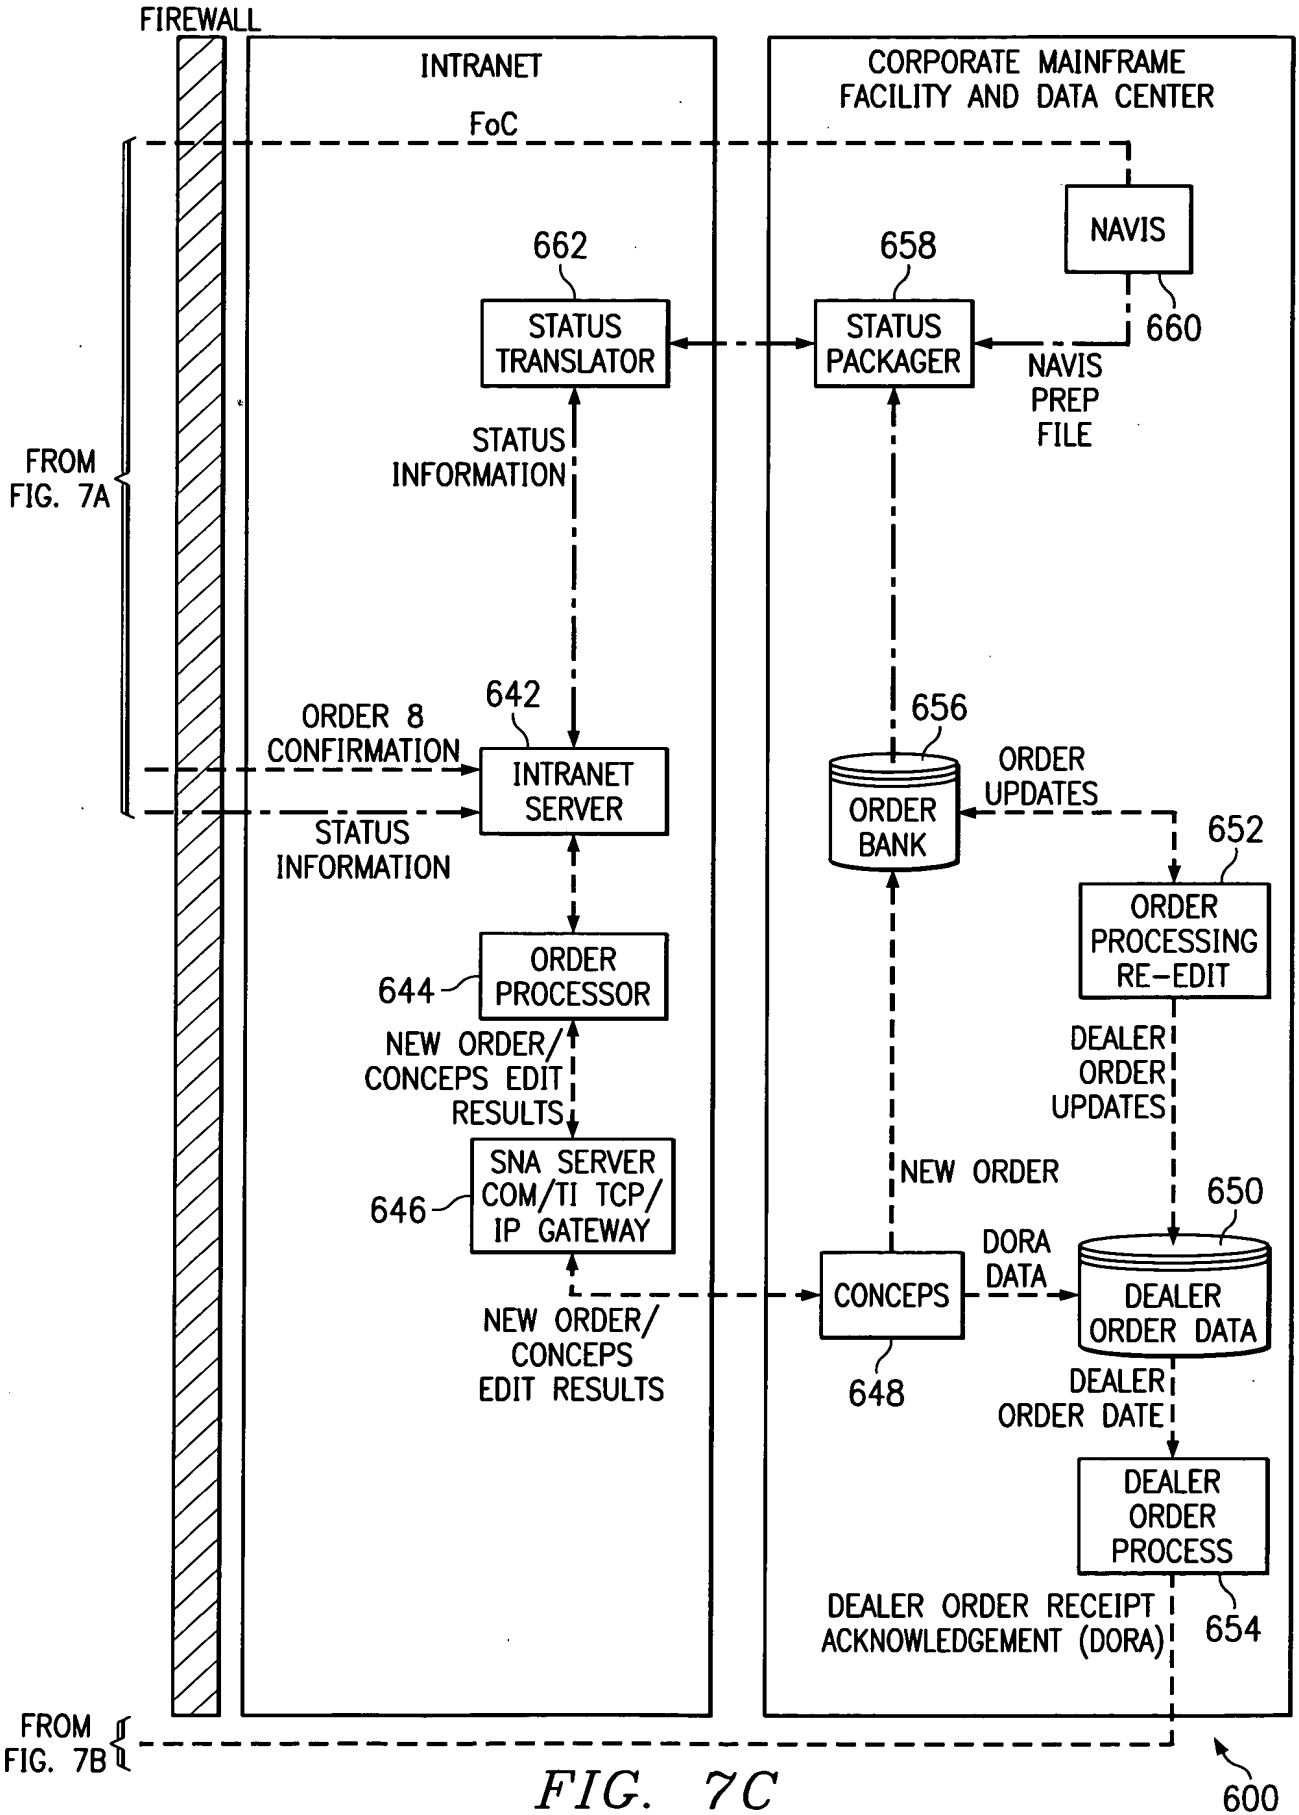 FIREWALL
INTRANET
CORPORATE MAINFRAME
FACILITY AND DATA CENTER
FoC
NAVIS
660
662
STATUS
TRANSLATOR
658
STATUS
PACKAGER
NAVIS
PREP
FILE
STATUS
INFORMATION
FROM
FIG. 7A
642
ORDER 8
CONFIRMATION
INTRANET
SERVER
STATUS
INFORMATION
656
ORDER
BANK
ORDER
UPDATES
652
ORDER
PROCESSING
RE-EDIT
644
ORDER
PROCESSOR
NEW ORDER/
CONCEPS EDIT
RESULTS
DEALER
ORDER
UPDATES
646
SNA SERVER
COM/TI TCP/
IP GATEWAY
NEW ORDER
650
DORA
DATA
CONCEPS
648
DEALER
ORDER DATA
NEW ORDER/
CONCEPS
EDIT RESULTS
DEALER
ORDER DATE
DEALER
ORDER
PROCESS
654
DEALER ORDER RECEIPT
ACKNOWLEDGEMENT (DORA)
FROM
FIG. 7B
FIG. 7C
600